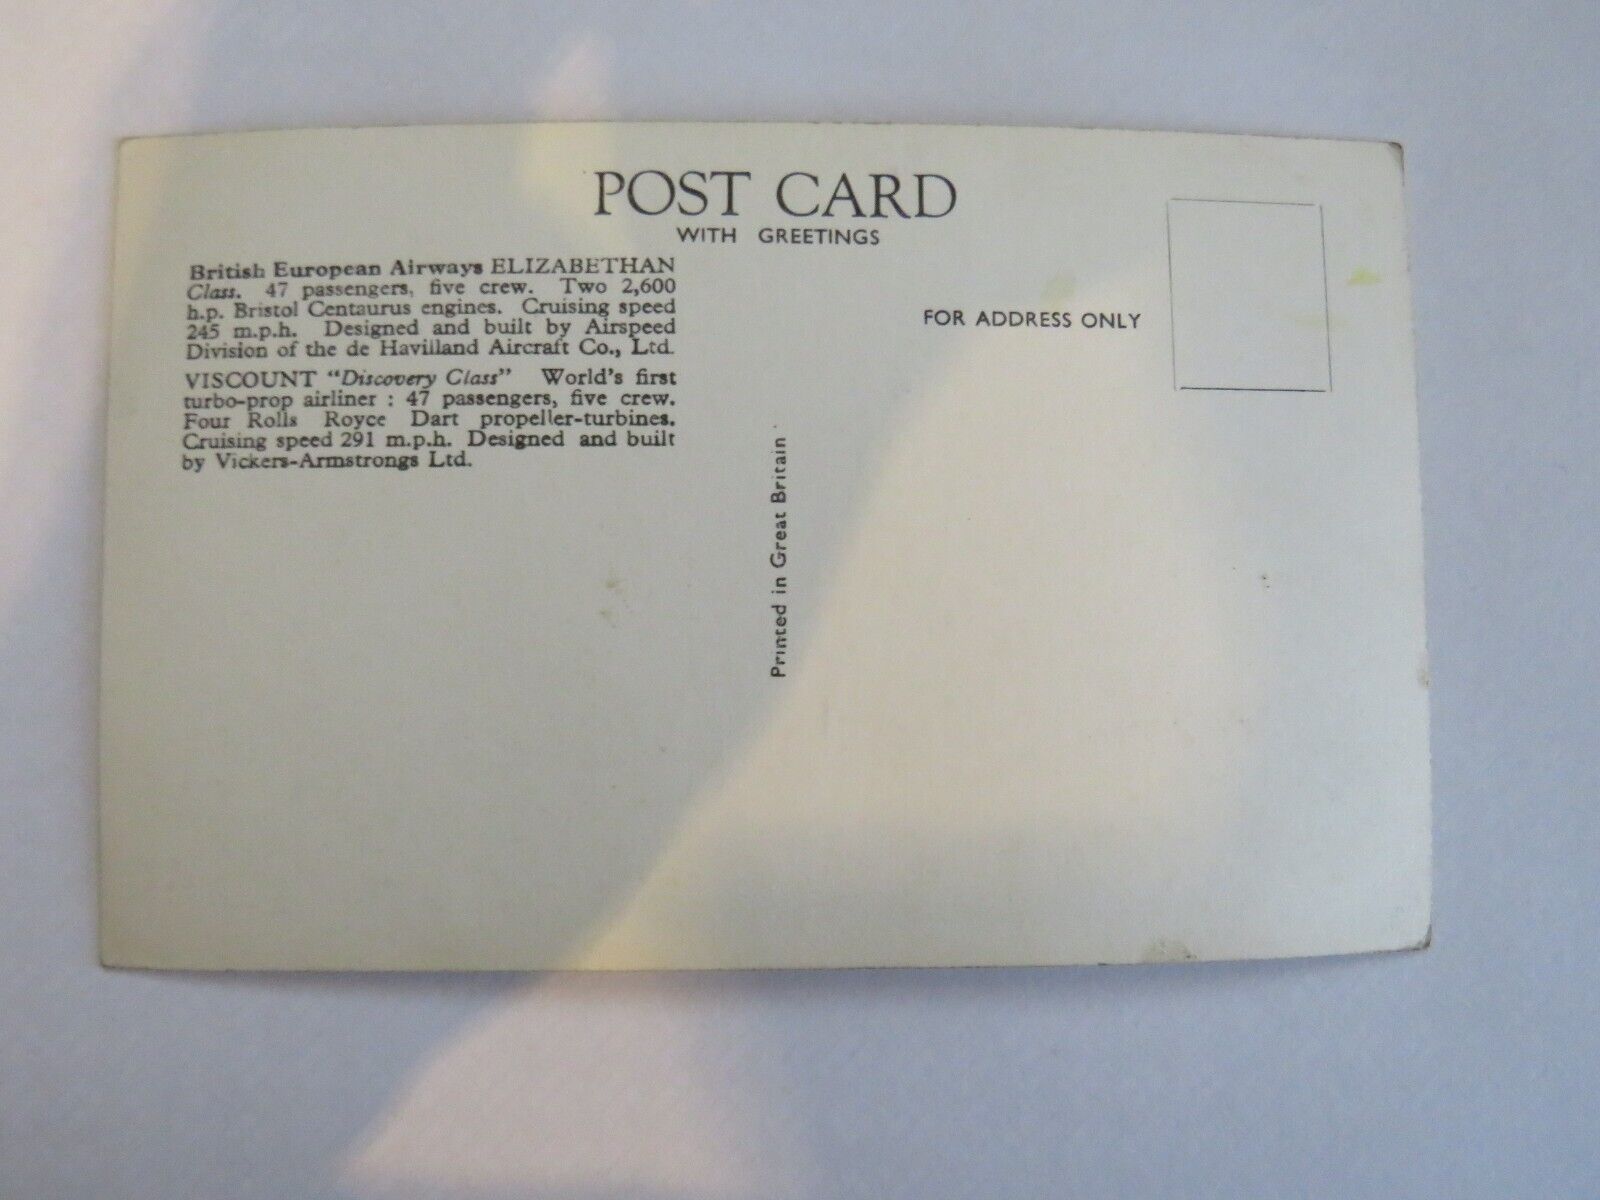 POST CARD
WITH GREETINGS
British European Airways ELIZABETHAN
Class. 47 passengers, five crew. Two 2,600
h.p. Bristol Centaurus engines. Cruising speed
245 m.p.h. Designed and built by Airspeed
Division of the de Havilland Aircraft Co., Ltd.
VISCOUNT "Discovery Class" World's first
turbo-prop airliner : 47 passengers, five crew.
Four Rolls Royce Dart propeller-turbines.
Cruising speed 291 m.p.h. Designed and built
by Vickers-Armstrongs Ltd.
Printed in Great Britain
FOR ADDRESS ONLY